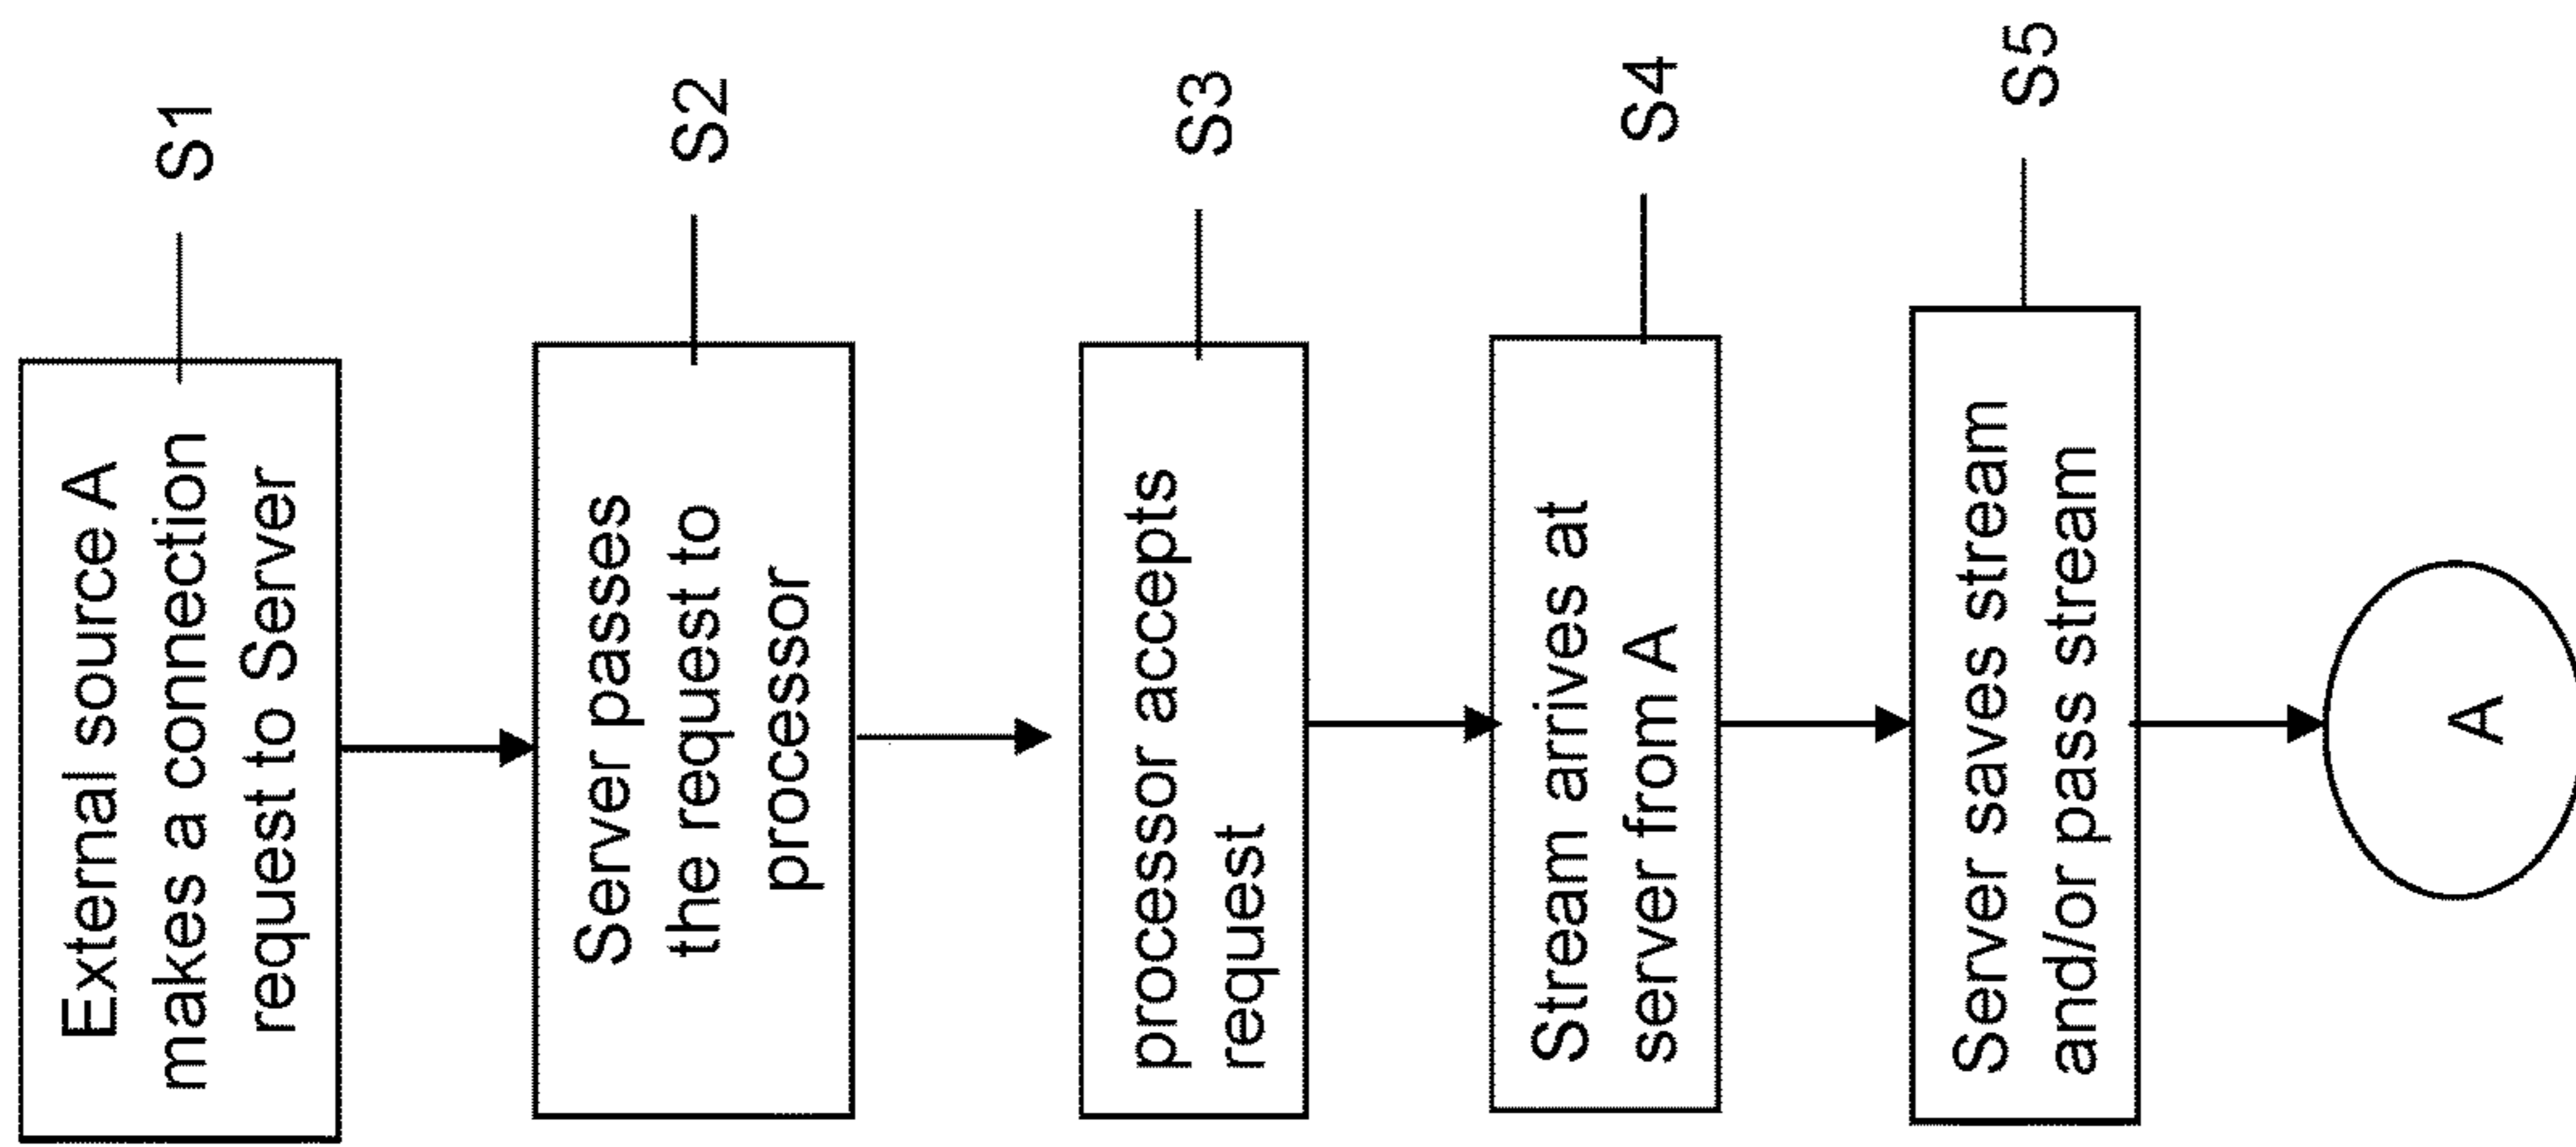 External source A
makes a connection
request to Server
S1
Server passes
the request to
processor
S2
processor accepts
request
S3
Stream arrives at
server from A
S4
Server saves stream
and/or pass stream
S5
A